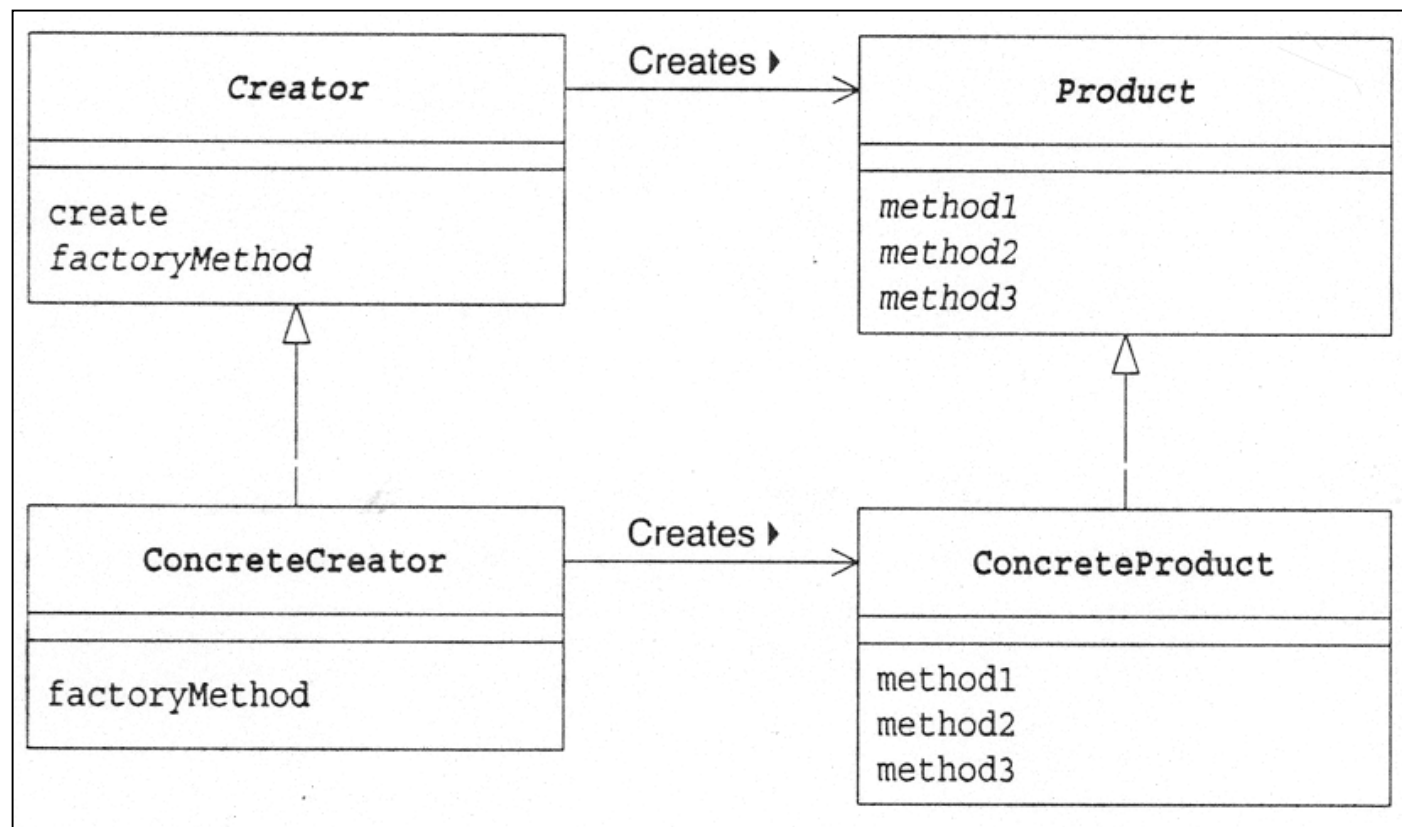 Creator
Creates
Product
create
factoryMethod
method1
method2
method3
ConcreteCreator
Creates
ConcreteProduct
factoryMethod
method1
method2
method3